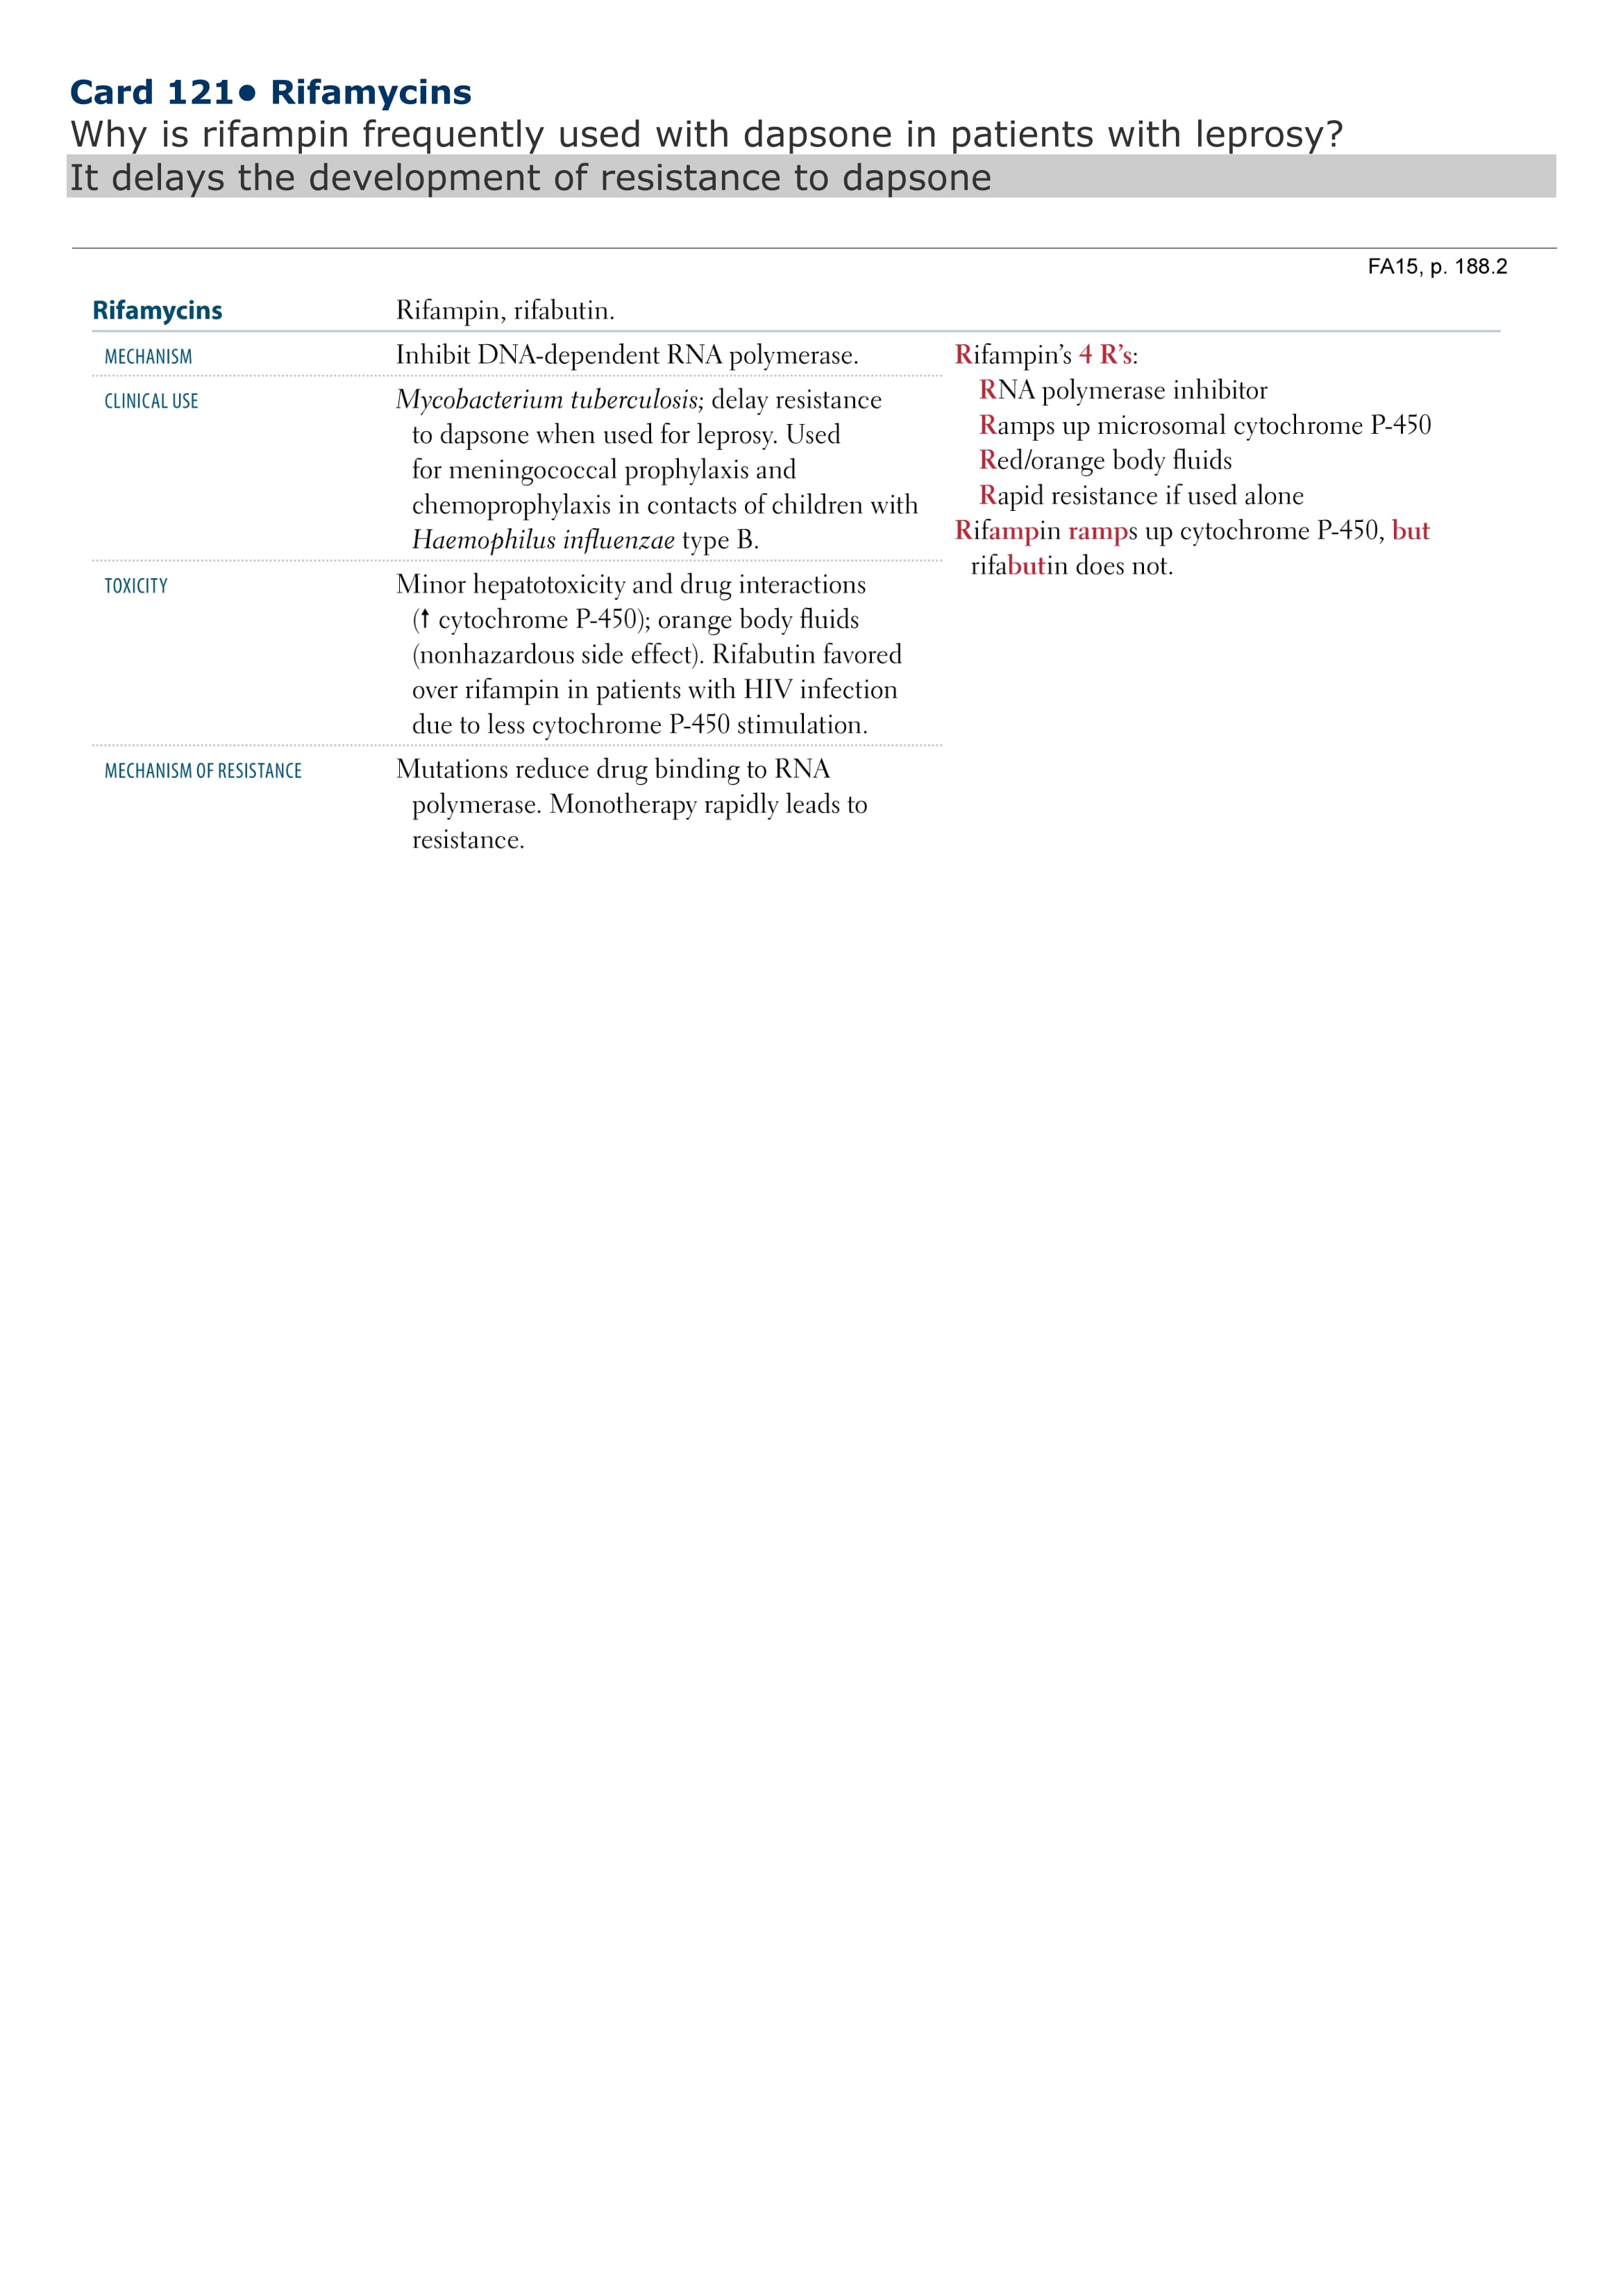 Card 121● Rifamycins
Why is rifampin frequently used with dapsone in patients with leprosy?
It delays the development of resistance to dapsone
FA15, p. 188.2
Rifamycins
Rifampin, rifabutin.
MECHANISM
Inhibit DNA-dependent RNA polymerase.
CLINICAL USE
Mycobacterium tuberculosis; delay resistance
to dapsone when used for leprosy. Used
for meningococcal prophylaxis and
chemoprophylaxis in contacts of children with
Haemophilus influenzae type B.
TOXICITY
Minor hepatotoxicity and drug interactions
(↑ cytochrome P-450); orange body fluids
(nonhazardous side effect). Rifabutin favored
over rifampin in patients with HIV infection
due to less cytochrome P-450 stimulation.
MECHANISM OF RESISTANCE
Mutations reduce drug binding to RNA
polymerase. Monotherapy rapidly leads to
resistance.
Rifampin's 4 R's:
RNA polymerase inhibitor
Ramps up microsomal cytochrome P-450
Red/orange body fluids
Rapid resistance if used alone
Rifampin ramps up cytochrome P-450, but
rifabutin does not.